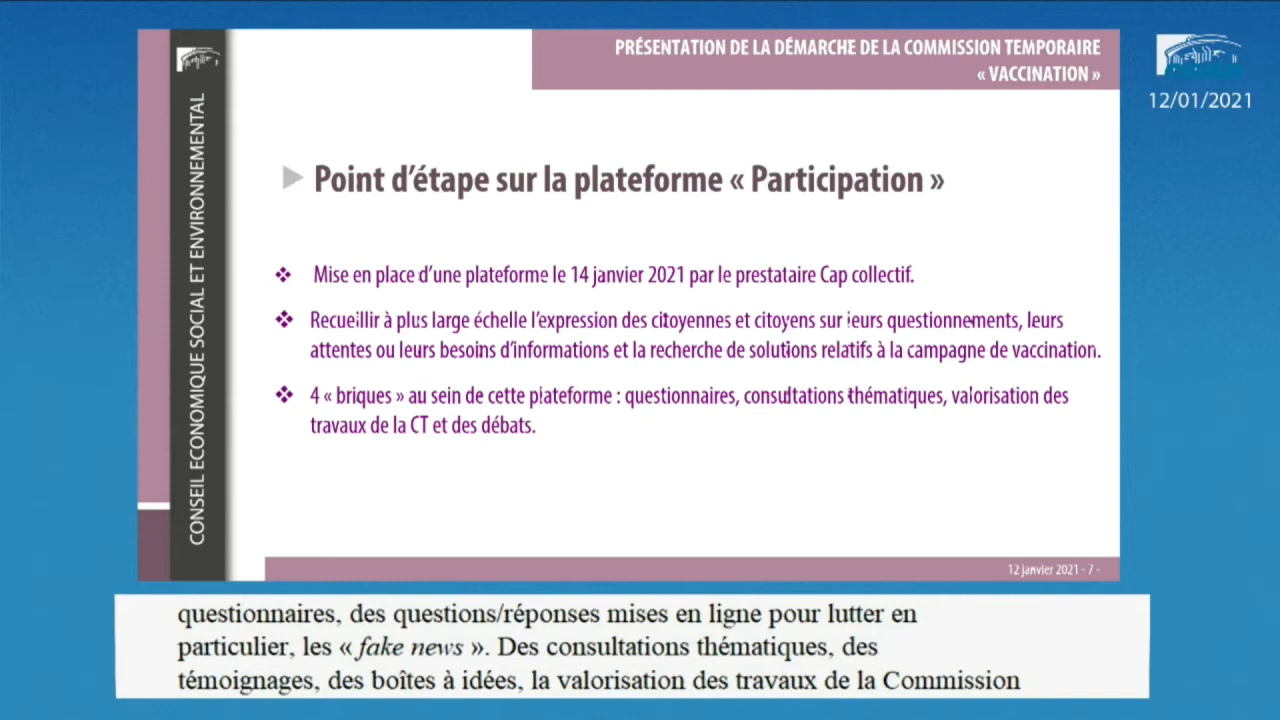 PRÉSENTATION DE LA DÉMARCHE DE LA COMMISSION TEMPORAIRE
« VACCINATION »
12/01/2021
CONSEIL ECONOMIQUE SOCIAL ET ENVIRONNEMENTAL
Point d’étape sur la plateforme « Participation »
Mise en place d’une plateforme le 14 janvier 2021 par le prestataire Cap collectif.
Recueillir à plus large échelle l’expression des citoyennes et citoyens sur leurs questionnements, leurs
attentes ou leurs besoins d’informations et la recherche de solutions relatifs à la campagne de vaccination.
4 « briques » au sein de cette plateforme : questionnaires, consultations thématiques, valorisation des
travaux de la CT et des débats.
12 janvier 2021 - 7 -
questionnaires, des questions/réponses mises en ligne pour lutter en
particulier, les « fake news ». Des consultations thématiques, des
témoignages, des boîtes à idées, la valorisation des travaux de la Commission